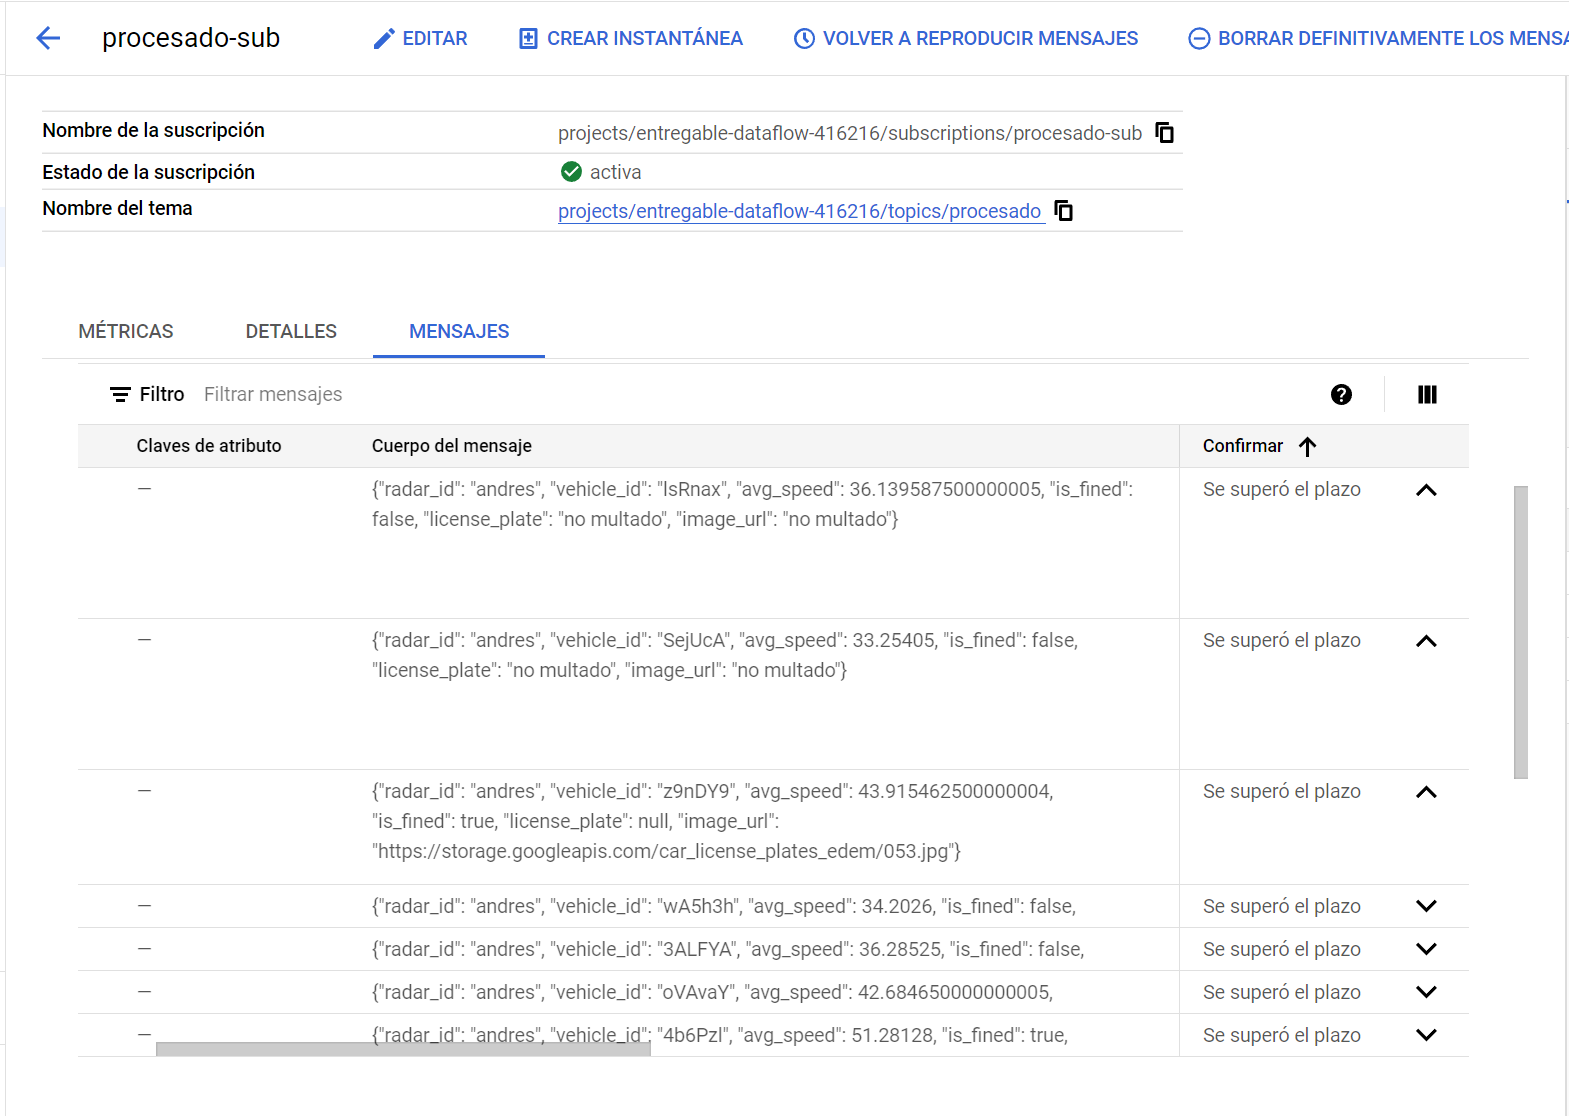 procesado-sub
EDITAR
CREAR INSTANTÁNEA
VOLVER A REPRODUCIR MENSAJES
BORRAR DEFINITIVAMENTE LOS
Nombre de la suscripción
projects/entregable-dataflow-416216/subscriptions/procesado-sub
Estado de la suscripción
activa
Nombre del tema
projects/entregable-dataflow-416216/topics/procesado
MÉTRICAS
DETALLES
MENSAJES
Filtro
Filtrar mensajes
Claves de atributo
Cuerpo del mensaje
Confirmar
—
{"radar_id": "andres", "vehicle_id": "IsRnax", "avg_speed": 36.139587500000005, "is_fined":
false, "license_plate": "no multado", "image_url": "no multado"}
Se superó el plazo
—
{"radar_id": "andres", "vehicle_id": "SejUcA", "avg_speed": 33.25405, "is_fined": false,
"license_plate": "no multado", "image_url": "no multado"}
Se superó el plazo
—
{"radar_id": "andres", "vehicle_id": "z9nDY9", "avg_speed": 43.915462500000004,
"is_fined": true, "license_plate": null, "image_url":
"https://storage.googleapis.com/car_license_plates_edem/053.jpg"}
Se superó el plazo
—
{"radar_id": "andres", "vehicle_id": "wA5h3h", "avg_speed": 34.2026, "is_fined": false,
Se superó el plazo
—
{"radar_id": "andres", "vehicle_id": "3ALFYA", "avg_speed": 36.28525, "is_fined": false,
Se superó el plazo
—
{"radar_id": "andres", "vehicle_id": "oVAvaY", "avg_speed": 42.684650000000005,
Se superó el plazo
—
{"radar_id": "andres", "vehicle_id": "4b6PzI", "avg_speed": 51.28128, "is_fined": true,
Se superó el plazo